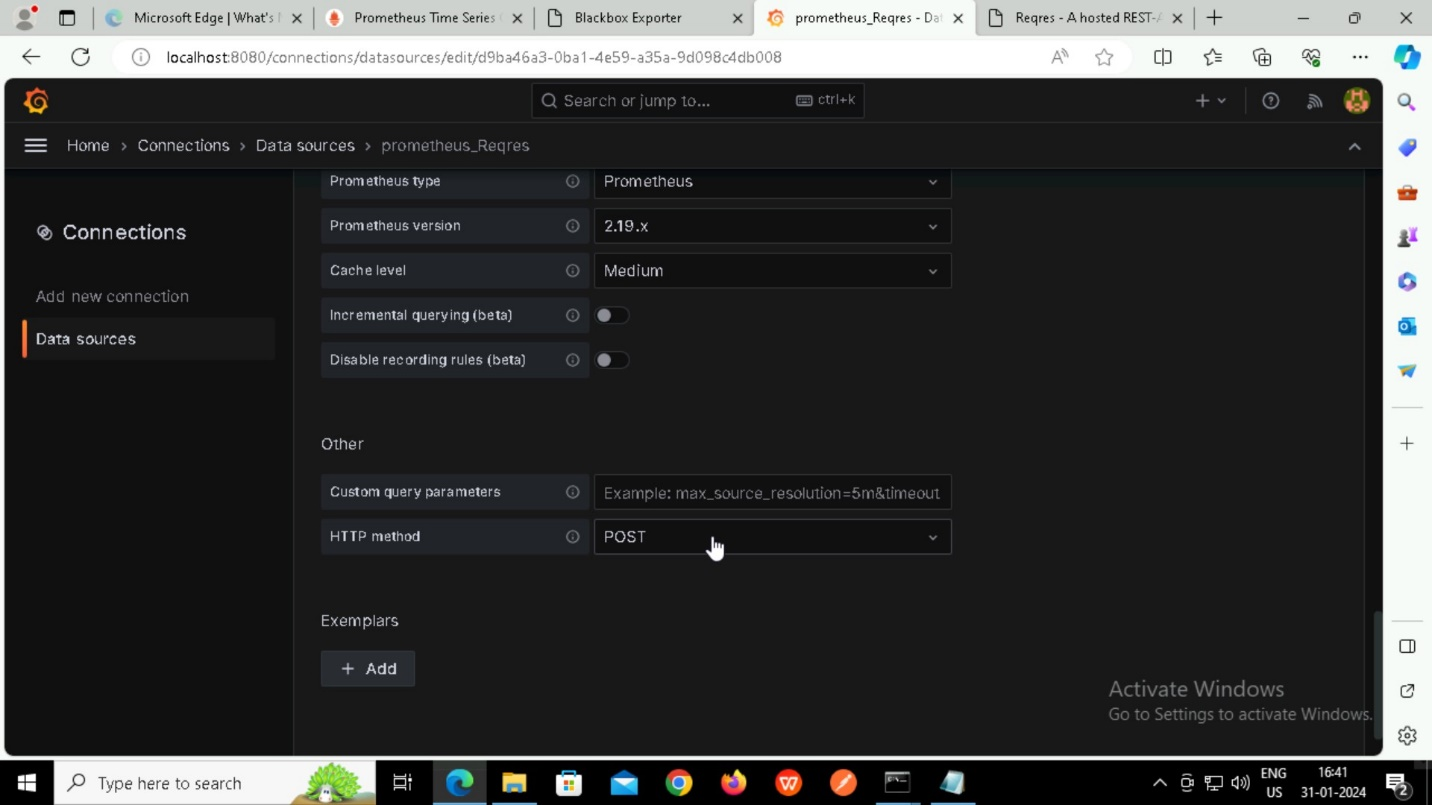 Microsoft Edge | What's
Prometheus Time Series
Blackbox Exporter
prometheus_Reqres - Da
Reqres - A hosted REST-A
localhost:8080/connections/datasources/edit/d9ba46a3-0ba1-4e59-a35a-9d098c4db008
Search or jump to... ctrl+k
Home › Connections › Data sources › prometheus_Reqres
Connections
Add new connection
Data sources
Prometheus type
Prometheus
Prometheus version
2.19.x
Cache level
Medium
Incremental querying (beta)
Disable recording rules (beta)
Other
Custom query parameters
Example: max_source_resolution=5m&timeout
HTTP method
POST
Exemplars
+ Add
Activate Windows
Go to Settings to activate Windows.
Type here to search
ENG
US
16:41
31-01-2024
2